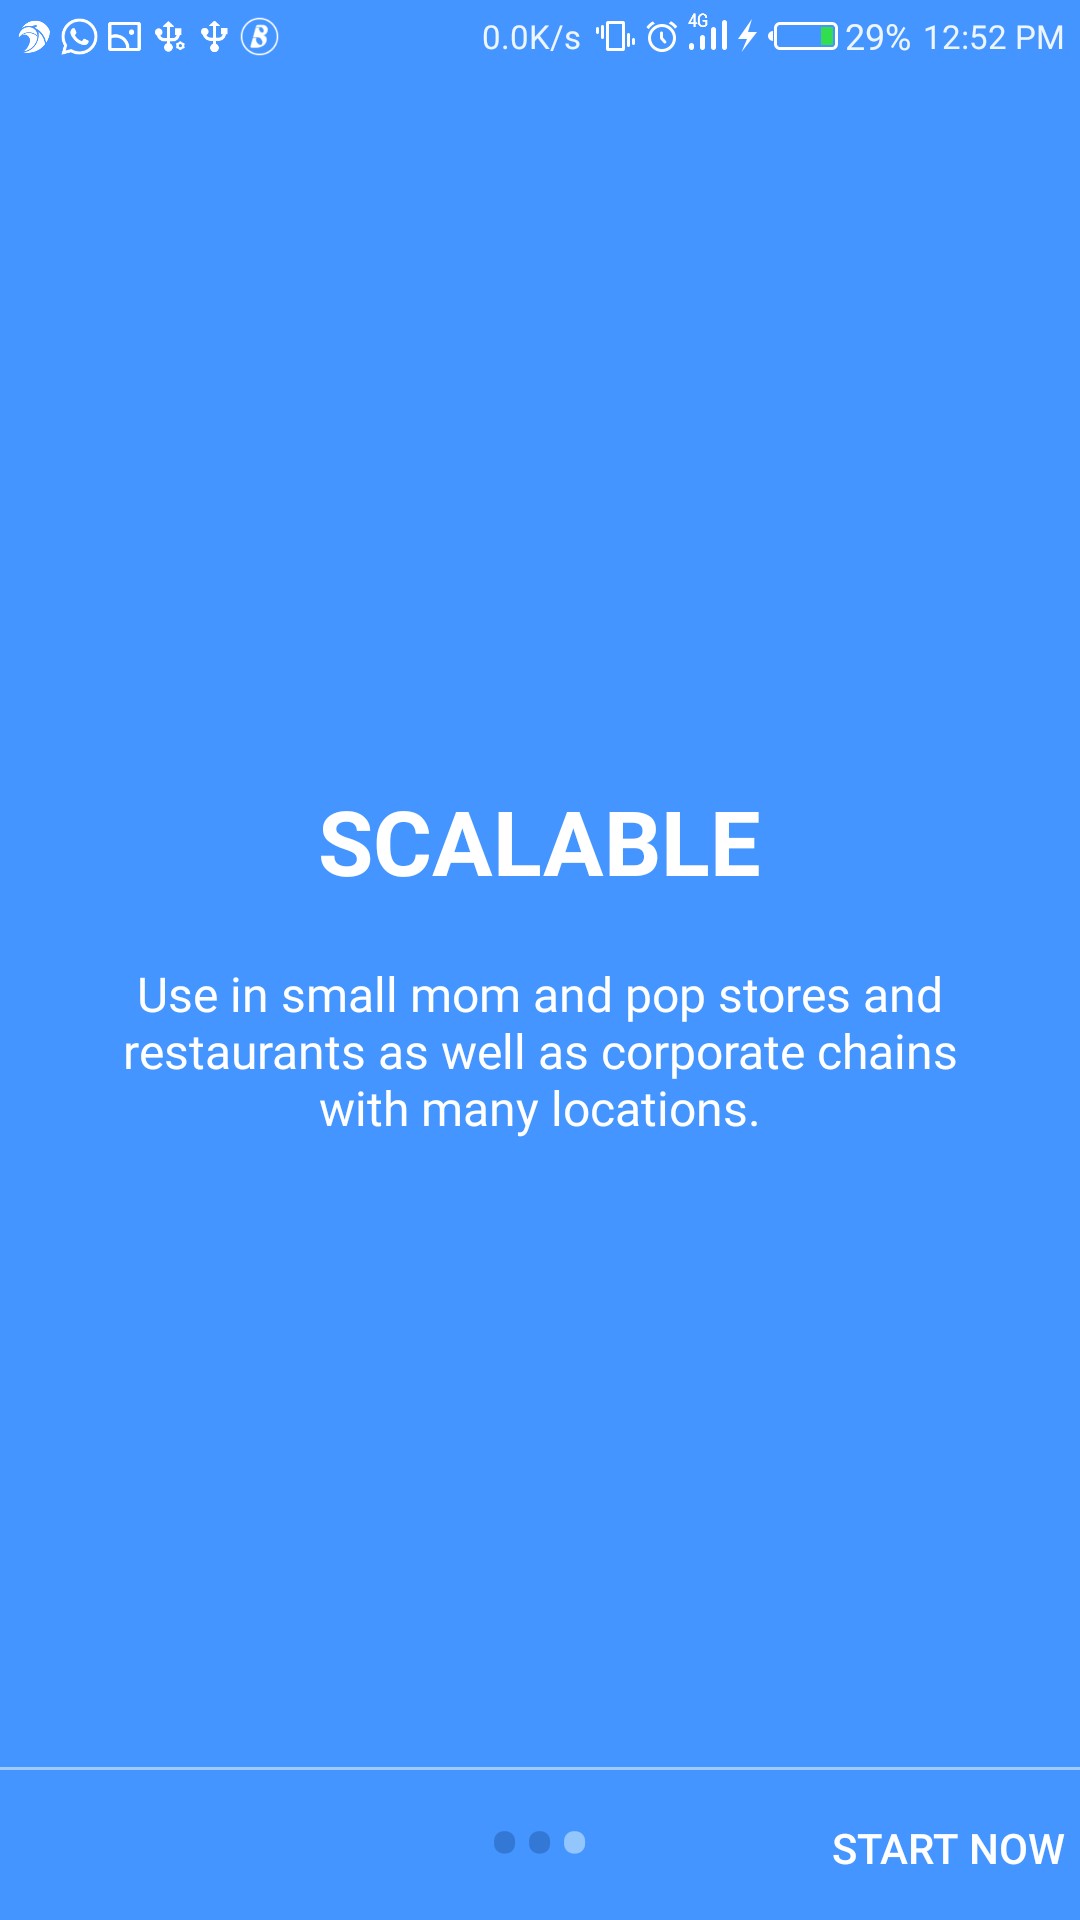 0.0K/s 4G 29% 12:52 PM
SCALABLE
Use in small mom and pop stores and
restaurants as well as corporate chains
with many locations.
START NOW